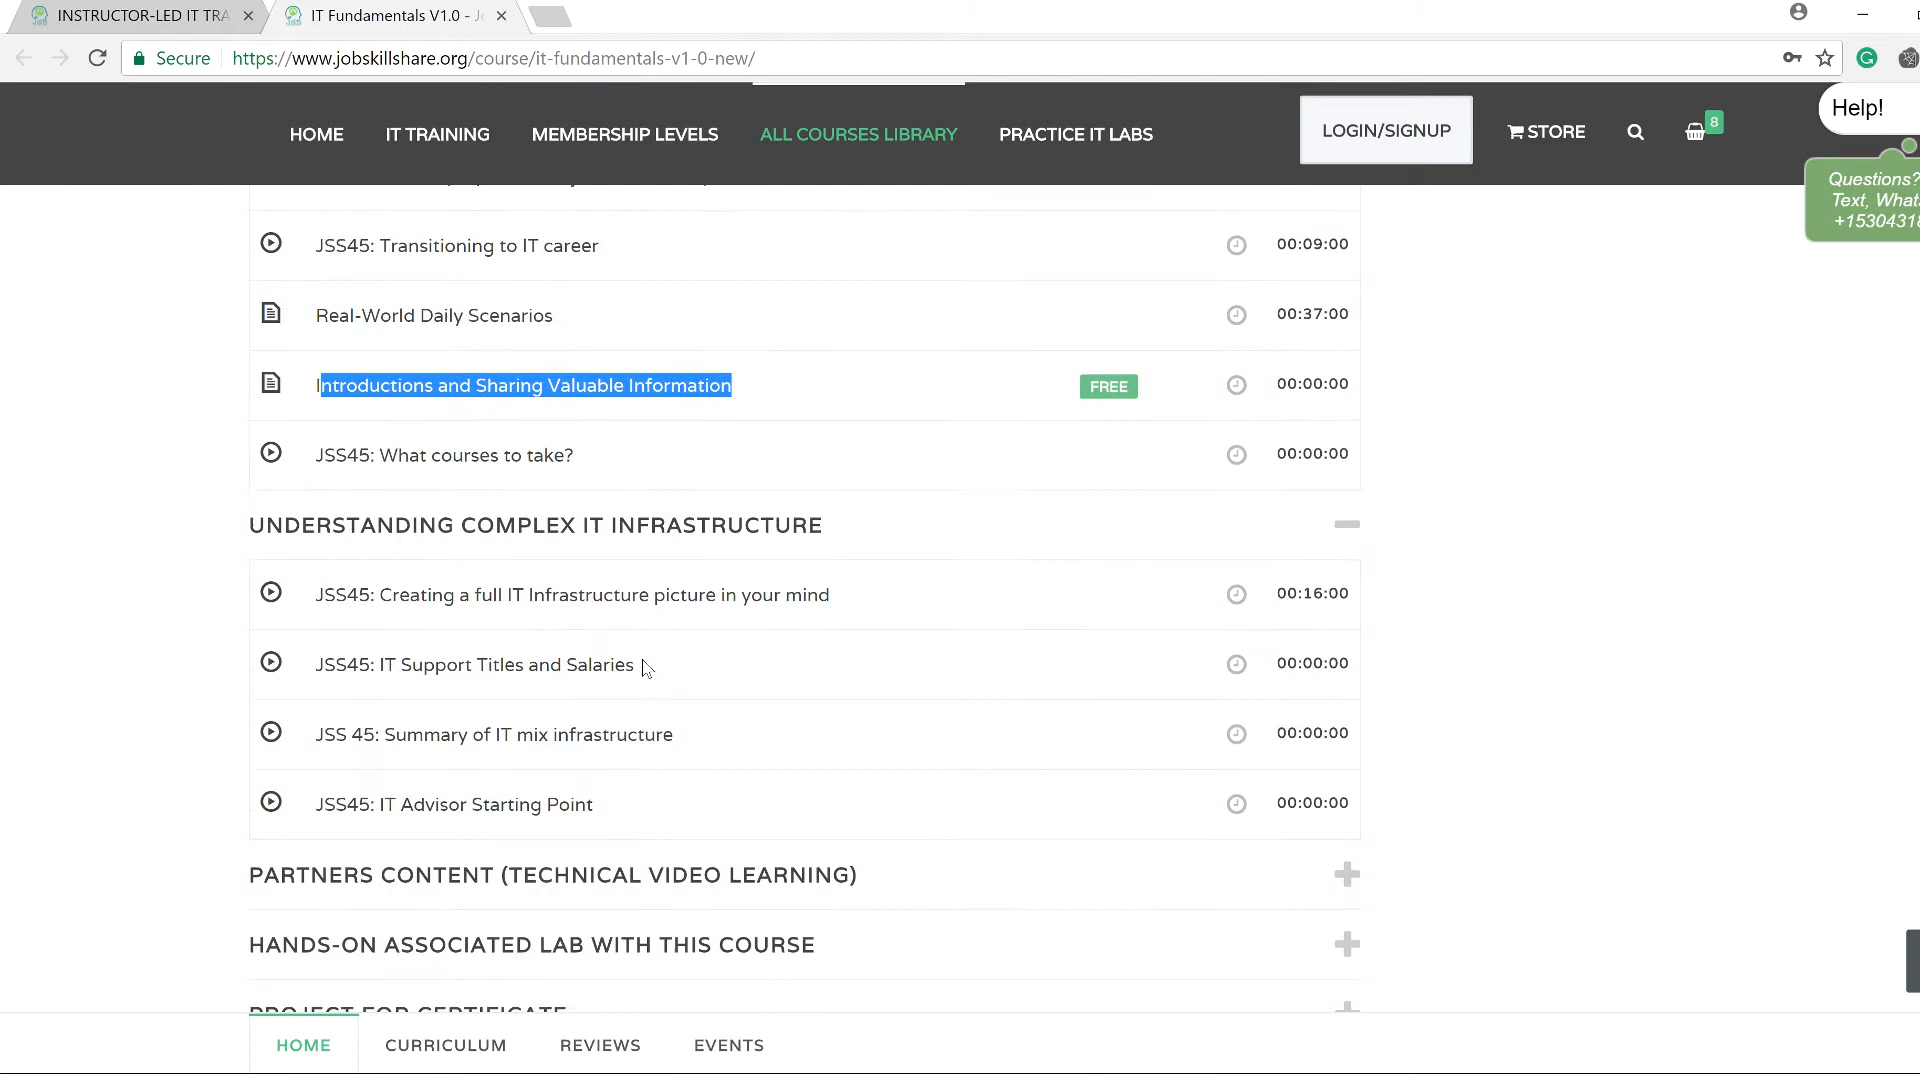 INSTRUCTOR-LED IT TRA
IT Fundamentals V1.0 - J
Secure
https://www.jobskillshare.org/course/it-fundamentals-v1-0-new/
HOME IT TRAINING MEMBERSHIP LEVELS ALL COURSES LIBRARY PRACTICE IT LABS LOGIN/SIGNUP STORE 8
Help!
Questions?
Text, Whats
+15304318
JSS45: Transitioning to IT career 00:09:00
Real-World Daily Scenarios 00:37:00
Introductions and Sharing Valuable Information FREE 00:00:00
JSS45: What courses to take? 00:00:00
UNDERSTANDING COMPLEX IT INFRASTRUCTURE
JSS45: Creating a full IT Infrastructure picture in your mind 00:16:00
JSS45: IT Support Titles and Salaries 00:00:00
JSS 45: Summary of IT mix infrastructure 00:00:00
JSS45: IT Advisor Starting Point 00:00:00
PARTNERS CONTENT (TECHNICAL VIDEO LEARNING)
HANDS-ON ASSOCIATED LAB WITH THIS COURSE
PROJECT FOR CERTIFICATE
HOME CURRICULUM REVIEWS EVENTS